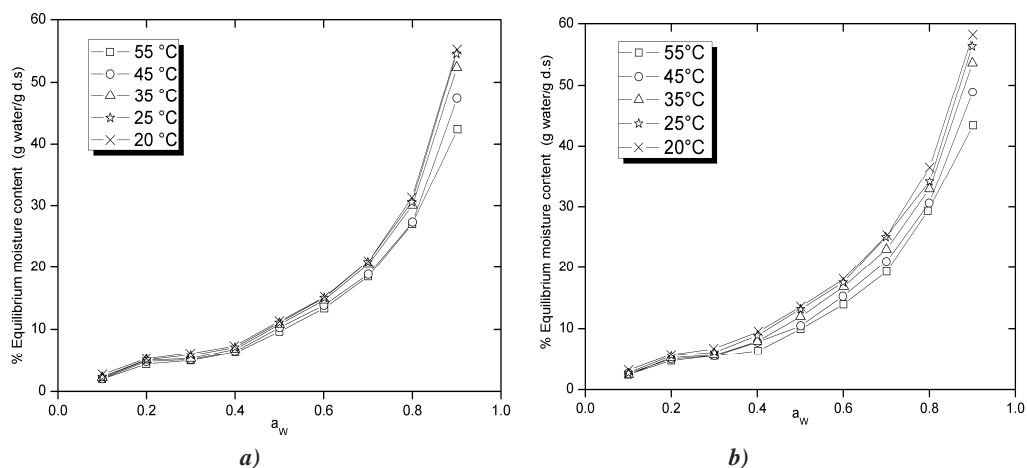 % Equilibrium moisture content (g water/g d.s)
60
50
40
30
20
10
0
55 °C
45 °C
35 °C
25 °C
20 °C
0.0 0.2 0.4 0.6 0.8 1.0
aw
a)
% Equilibrium moisture content (g water/g d.s)
60
50
40
30
20
10
0
55°C
45°C
35°C
25°C
20°C
0.0 0.2 0.4 0.6 0.8 1.0
aw
b)